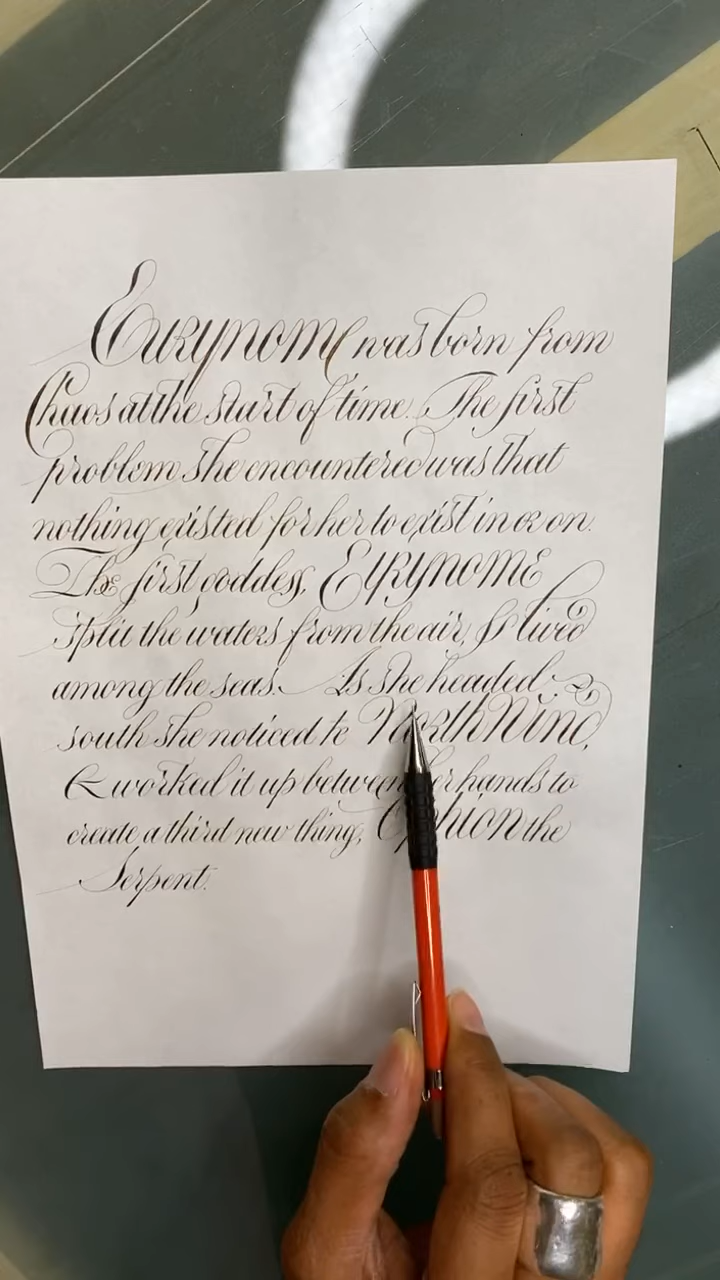 Eurynome was born from
Chaos at the start of time. The first
problem she encountered was that
nothing existed for her to exist in or on.
The first goddess, EURYNOME
split the waters from the air, & lived
among the seas. As she headed
south she noticed te North Wind,
& worked it up between her hands to
create a third new thing, Ophion the
Serpent.